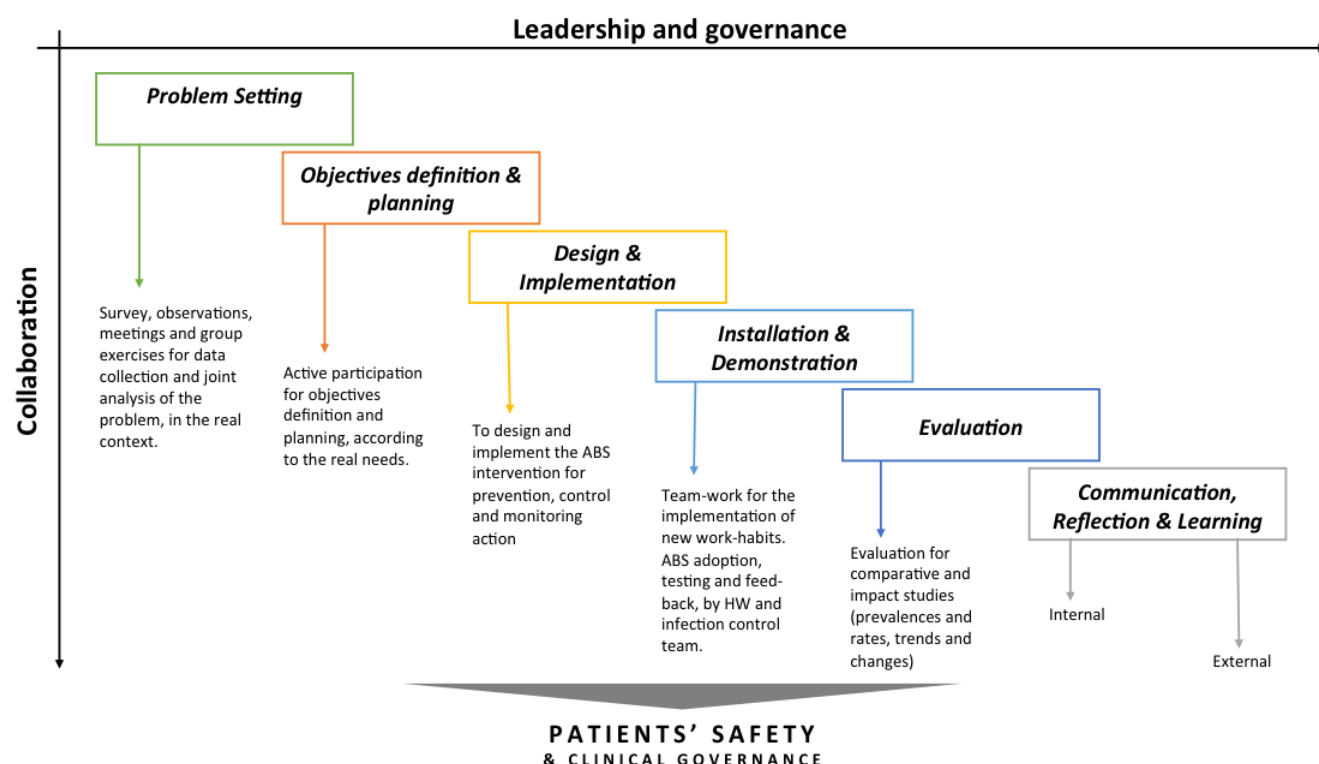 Leadership and governance
Collaboration
Problem Setting
Survey, observations,
meetings and group
exercises for data
collection and joint
analysis of the
problem, in the real
context.
Objectives definition &
planning
Active participation
for objectives
definition and
planning, according
to the real needs.
Design &
Implementation
To design and
implement the ABS
intervention for
prevention, control
and monitoring
action
Installation &
Demonstration
Team-work for the
implementation of
new work-habits.
ABS adoption,
testing and feed-
back, by HW and
infection control
team.
Evaluation
Evaluation for
comparative and
impact studies
(prevalences and
rates, trends and
changes)
Communication,
Reflection & Learning
Internal
External
PATIENTS’ SAFETY
& CLINICAL GOVERNANCE